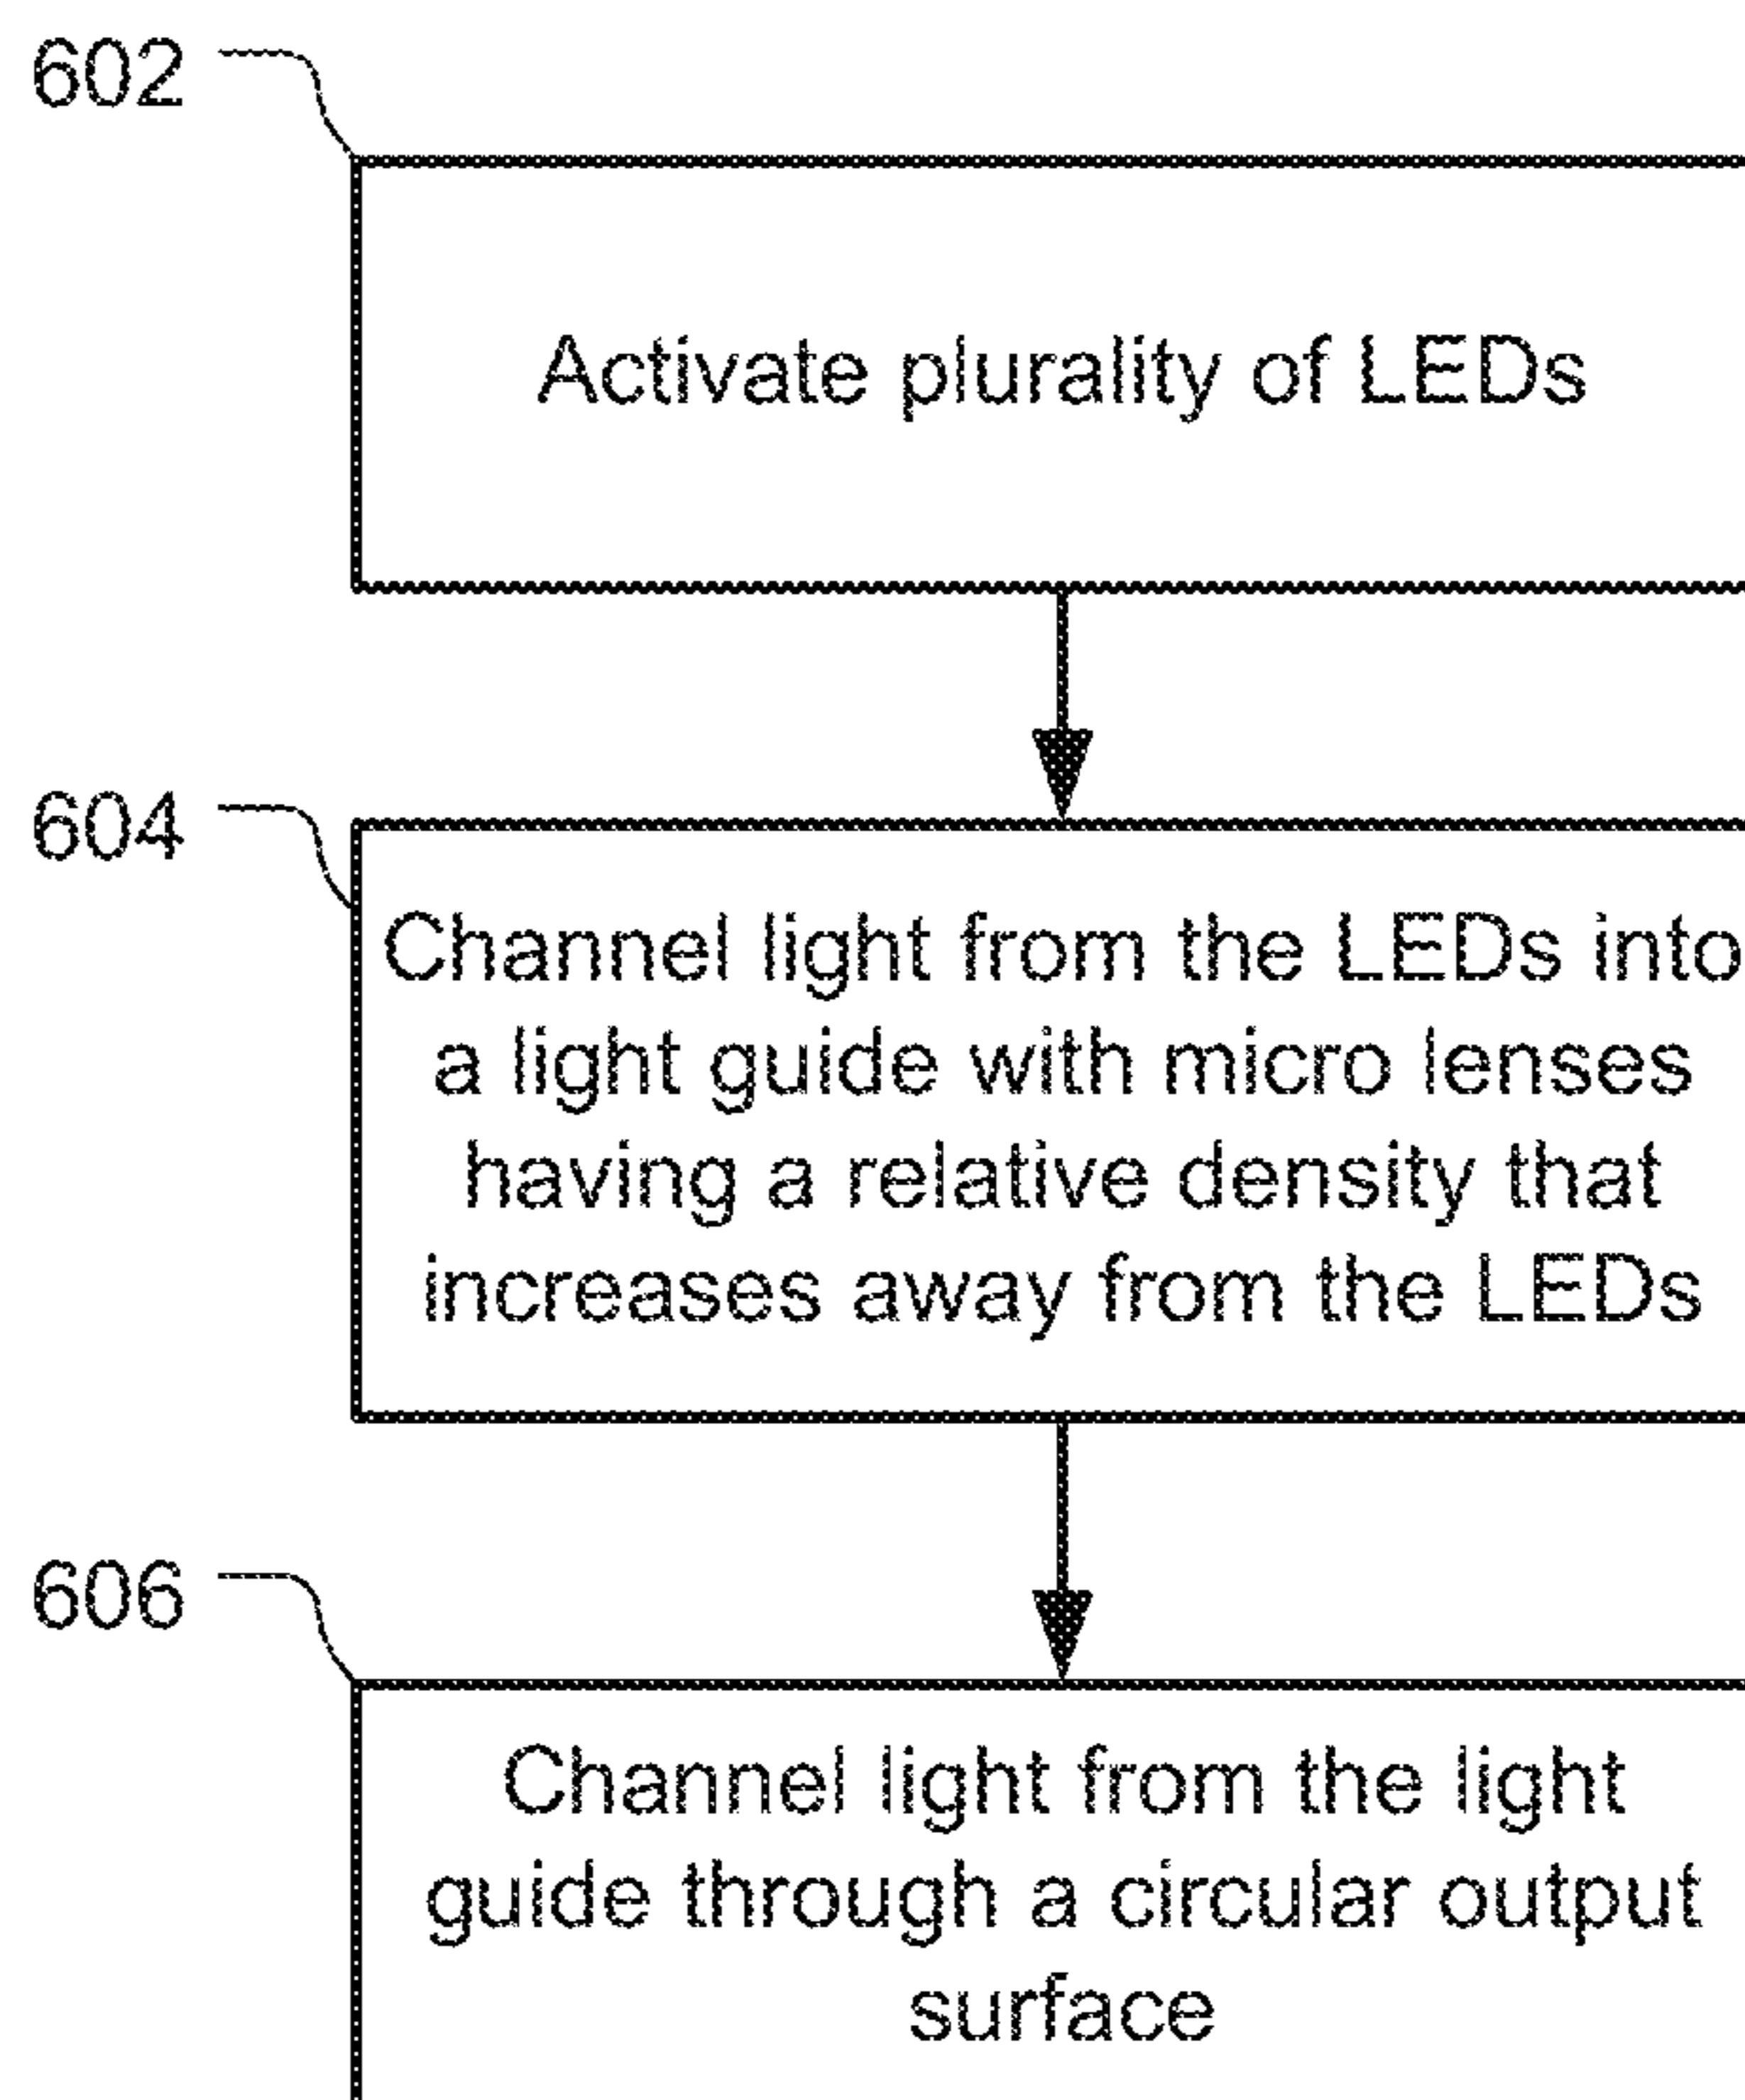 602
Activate plurality of LEDs
604
Channel light from the LEDs into
a light guide with micro lenses
having a relative density that
increases away from the LEDs
606
Channel light from the light
guide through a circular output
surface